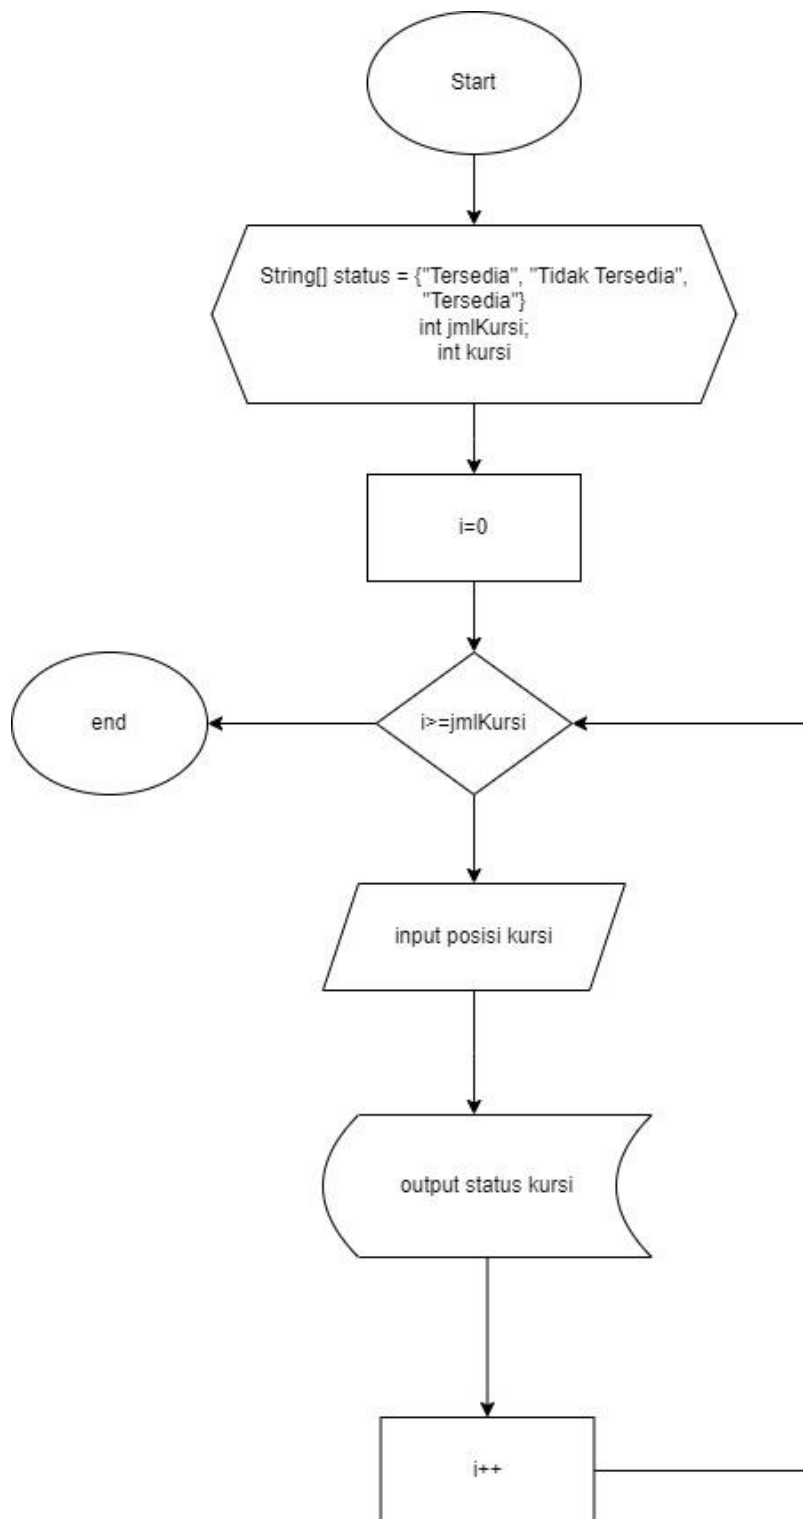 Start
String[] status = {"Tersedia", "Tidak Tersedia",
"Tersedia"}
int jmlKursi;
int kursi
i=0
end
i>=jmlKursi
input posisi kursi
output status kursi
i++